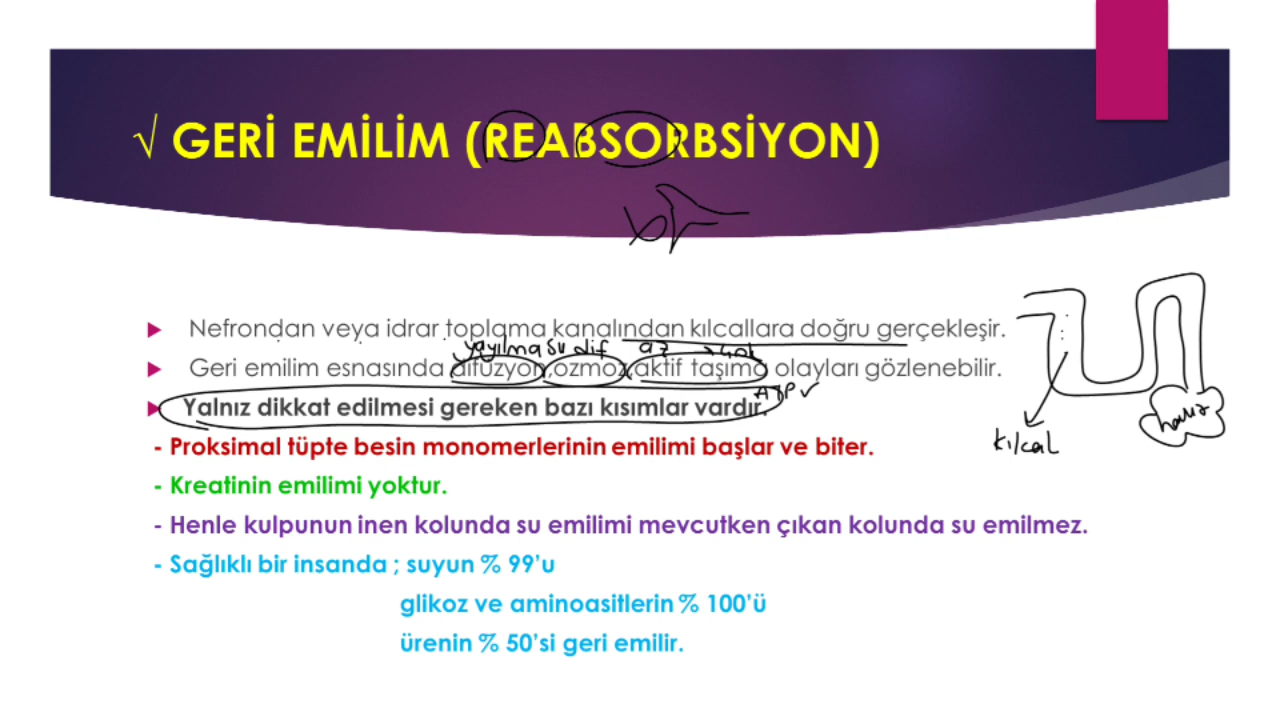 √ GERİ EMİLİM (REABSORBSİYON)
Nefrondan veya idrar toplama kanalından kılcallara doğru gerçekleşir.
yayılma su dif az → çok
Geri emilim esnasında difüzyon,ozmoz,aktif taşıma olayları gözlenebilir.
ATP ✓
Yalnız dikkat edilmesi gereken bazı kısımlar vardır.
havuz
kılcal
- Proksimal tüpte besin monomerlerinin emilimi başlar ve biter.
- Kreatinin emilimi yoktur.
- Henle kulpunun inen kolunda su emilimi mevcutken çıkan kolunda su emilmez.
- Sağlıklı bir insanda ; suyun % 99’u
glikoz ve aminoasitlerin % 100’ü
ürenin % 50’si geri emilir.